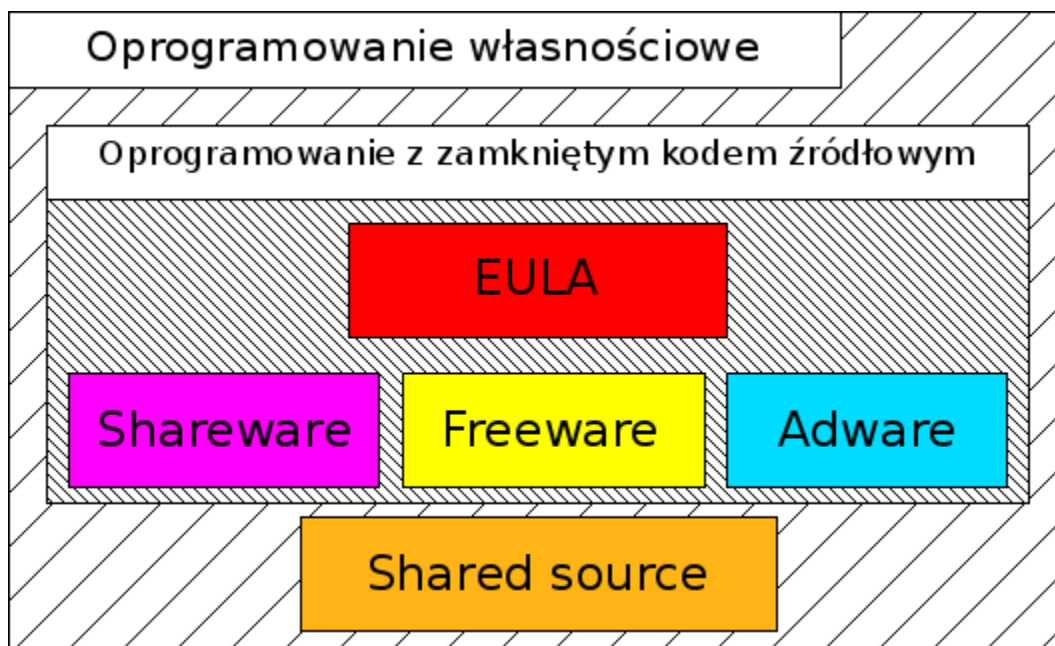 Oprogramowanie własnościowe
Oprogramowanie z zamkniętym kodem źródłowym
EULA
Shareware
Freeware
Adware
Shared source